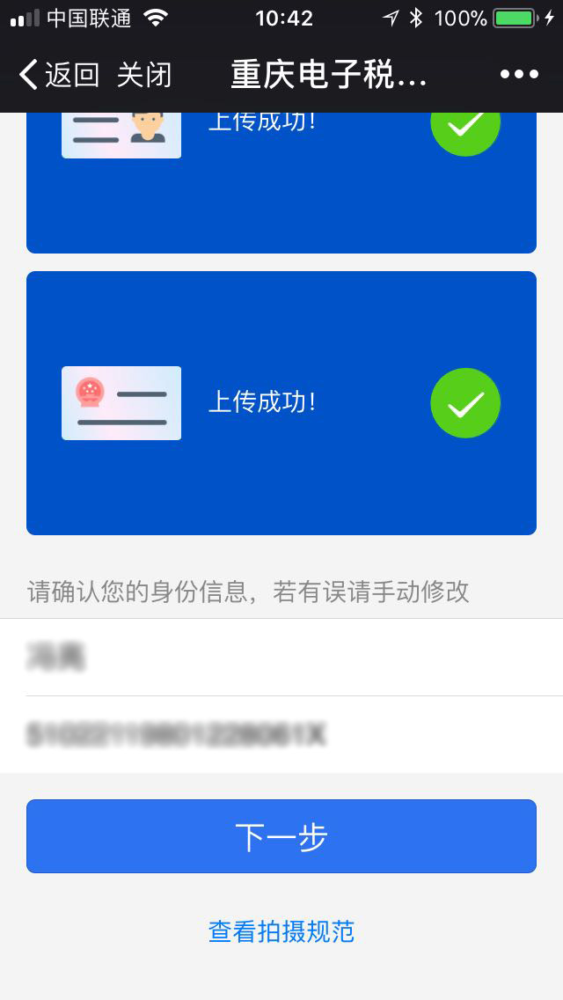 中国联通 10:42 100%
返回 关闭 重庆电子税...
上传成功！
上传成功！
请确认您的身份信息，若有误请手动修改
下一步
查看拍摄规范